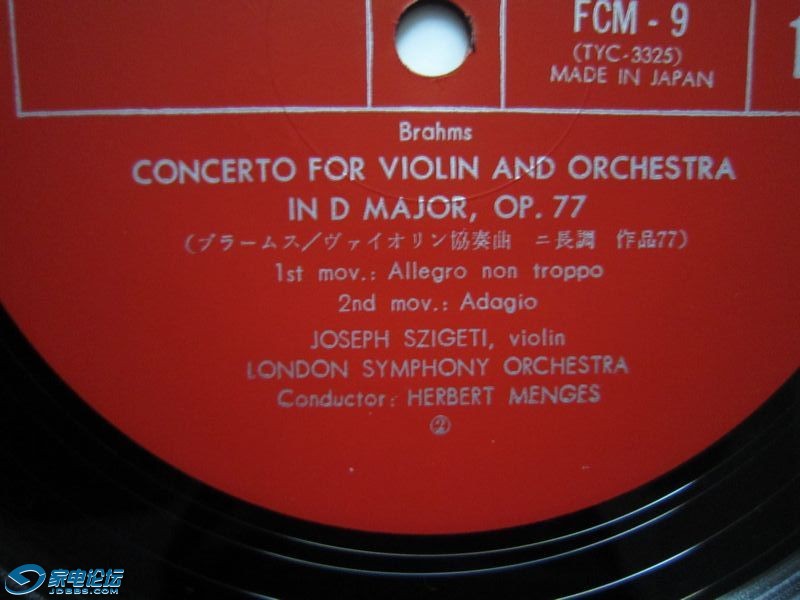 FCM - 9
(TYC-3325)
MADE IN JAPAN
1
Brahms
CONCERTO FOR VIOLIN AND ORCHESTRA
IN D MAJOR, OP. 77
(ブラームス/ヴァイオリン協奏曲 ニ長調 作品77)
1st mov.: Allegro non troppo
2nd mov.: Adagio
JOSEPH SZIGETI, violin
LONDON SYMPHONY ORCHESTRA
Conductor: HERBERT MENGES
②
家电论坛
JDBBS.COM